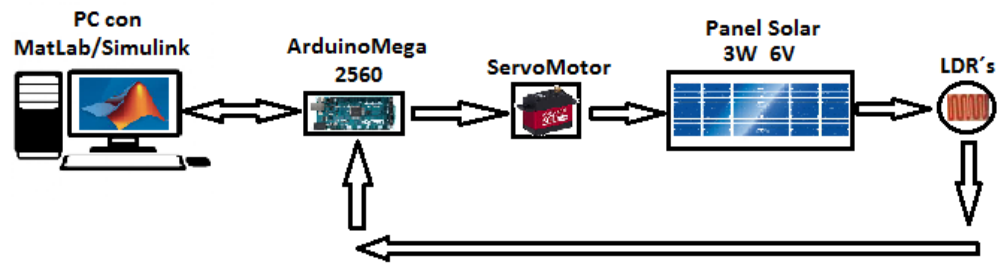 PC con
MatLab/Simulink
ArduinoMega
2560
ServoMotor
Panel Solar
3W 6V
LDR´s